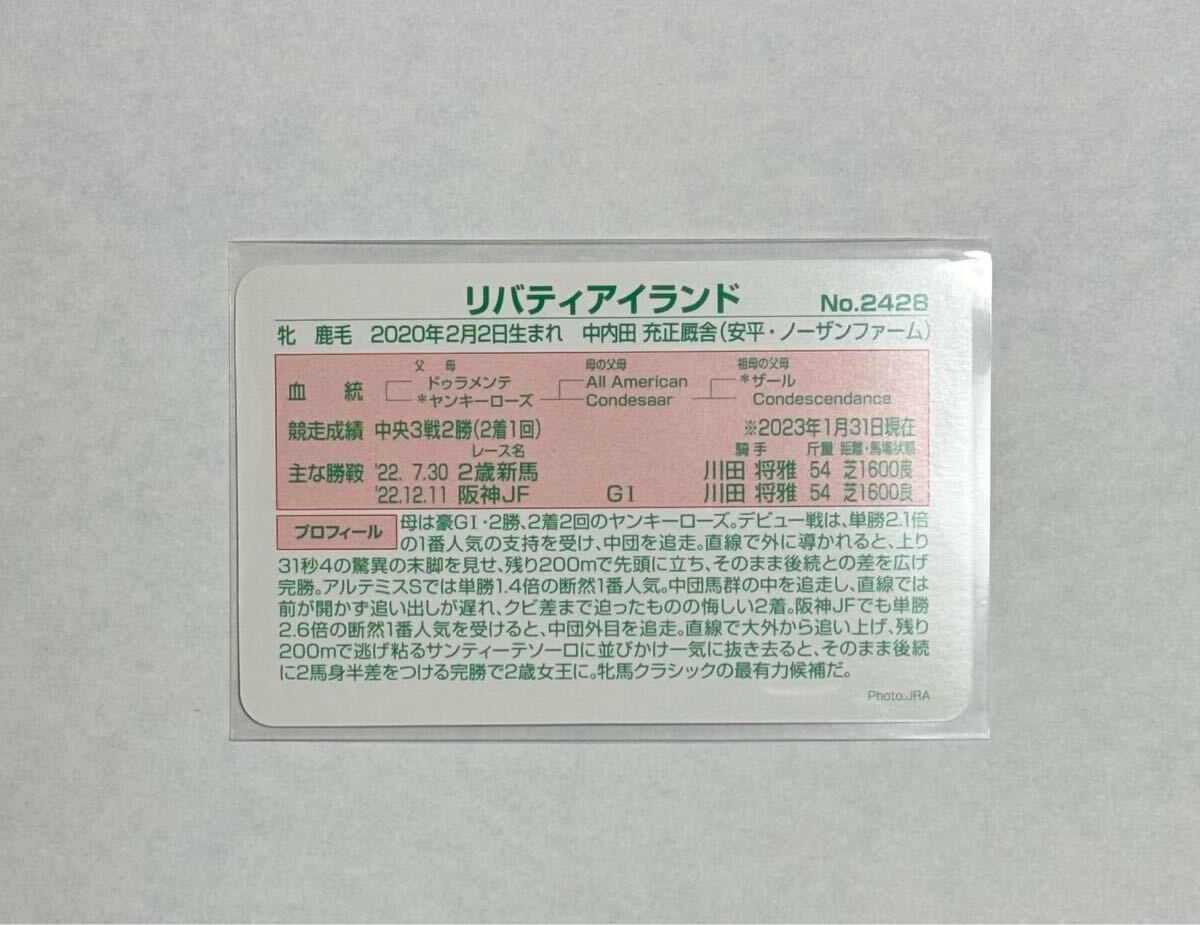 リバティアイランド No.2428
牝 鹿毛 2020年2月2日生まれ 中内田 充正厩舎(安平・ノーザンファーム)
父 母 母の父母 祖母の父母
血統 ドゥラメンテ All American *ザール
*ヤンキーローズ Condesaar Condescendance
競走成績 中央3戦2勝(2着1回) ※2023年1月31日現在
レース名 騎手 斤量 距離・馬場状態
主な勝鞍 '22. 7.30 2歳新馬 川田 将雅 54 芝1600良
'22.12.11 阪神JF GI 川田 将雅 54 芝1600良
プロフィール 母は豪GI・2勝、2着2回のヤンキーローズ。デビュー戦は、単勝2.1倍
の1番人気の支持を受け、中団を追走。直線で外に導かれると、上り
31秒4の驚異の末脚を見せ、残り200mで先頭に立ち、そのまま後続との差を広げ
完勝。アルテミスSでは単勝1.4倍の断然1番人気。中団馬群の中を追走し、直線では
前が開かず追い出しが遅れ、クビ差まで迫ったものの悔しい2着。阪神JFでも単勝
2.6倍の断然1番人気を受けると、中団外目を追走。直線で大外から追い上げ、残り
200mで逃げ粘るサンティーテソーロに並びかけ一気に抜き去ると、そのまま後続
に2馬身半差をつける完勝で2歳女王に。牝馬クラシックの最有力候補だ。
Photo:JRA